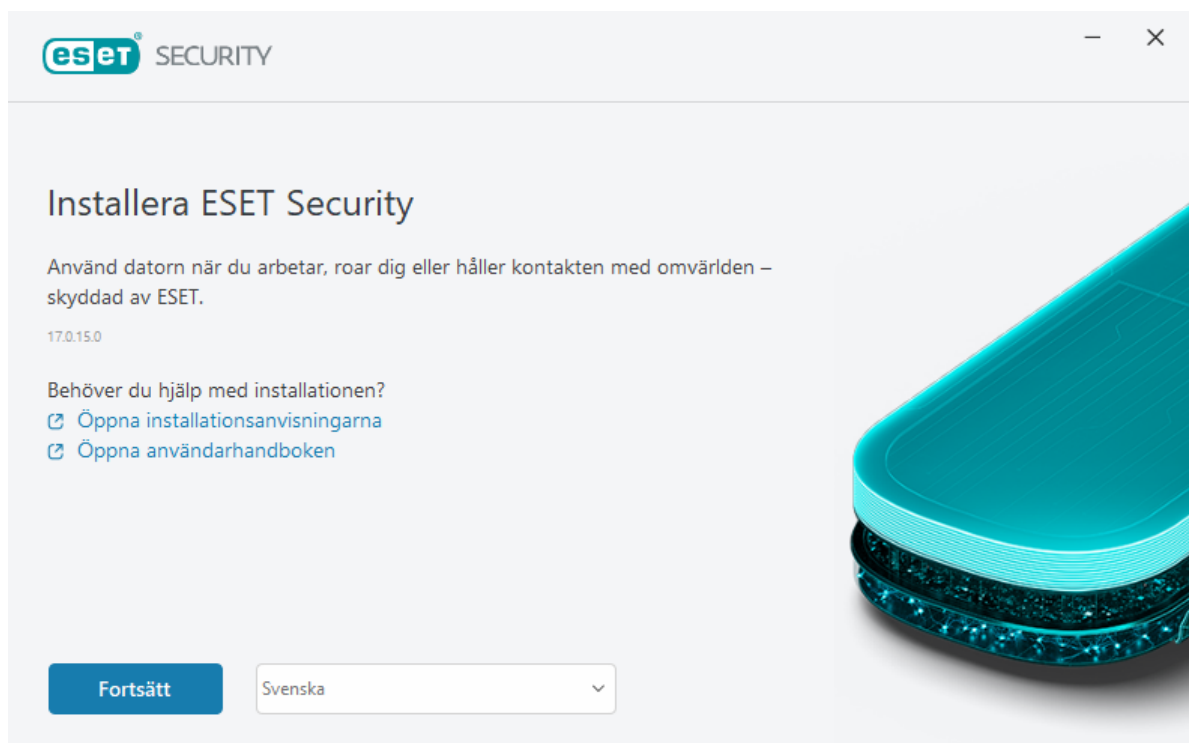 eset® SECURITY
Installera ESET Security
Använd datorn när du arbetar, roar dig eller håller kontakten med omvärlden –
skyddad av ESET.
17.0.15.0
Behöver du hjälp med installationen?
Öppna installationsanvisningarna
Öppna användarhandboken
Fortsätt
Svenska